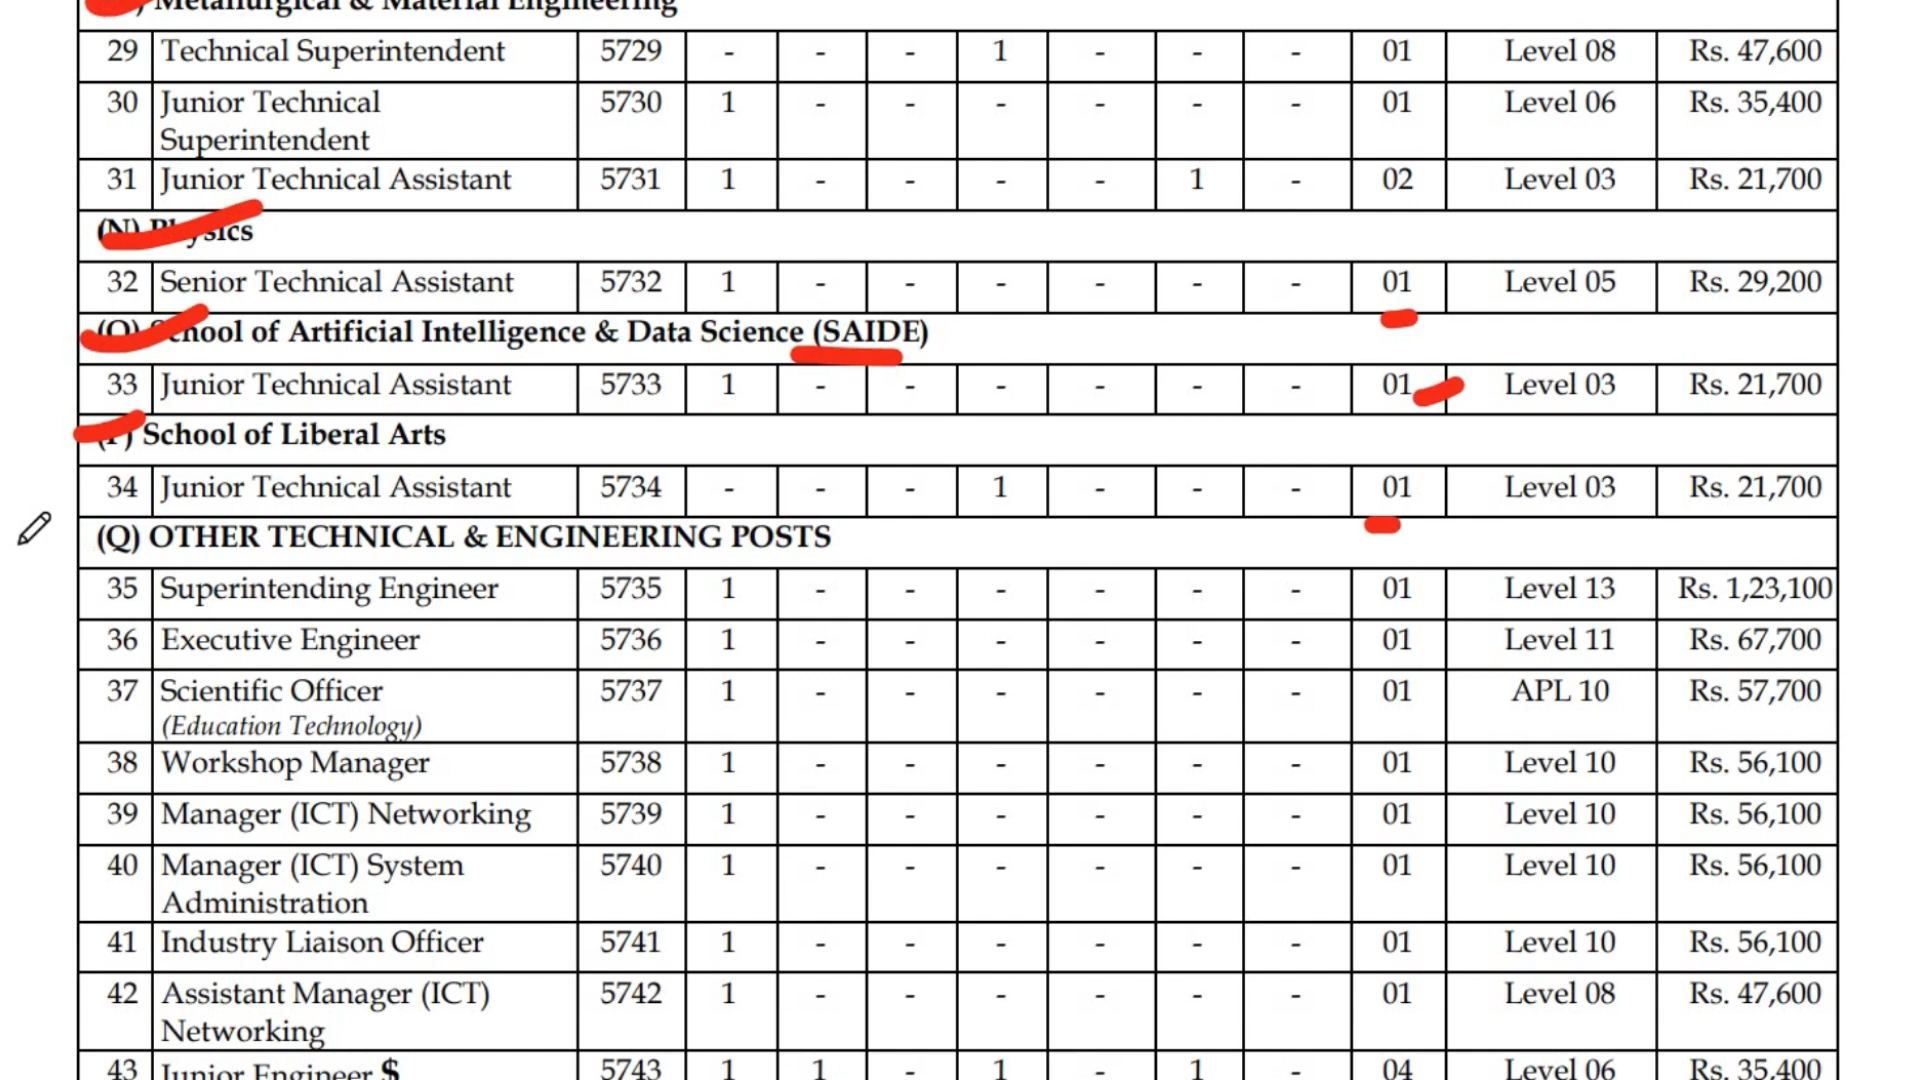 Metallurgical & Material Engineering
29 Technical Superintendent 5729 - - - 1 - - - 01 Level 08 Rs. 47,600
30 Junior Technical 5730 1 - - - - - - 01 Level 06 Rs. 35,400
Superintendent
31 Junior Technical Assistant 5731 1 - - - - 1 - 02 Level 03 Rs. 21,700
(N) Physics
32 Senior Technical Assistant 5732 1 - - - - - - 01 Level 05 Rs. 29,200
(O) School of Artificial Intelligence & Data Science (SAIDE)
33 Junior Technical Assistant 5733 1 - - - - - - 01 Level 03 Rs. 21,700
(P) School of Liberal Arts
34 Junior Technical Assistant 5734 - - - 1 - - - 01 Level 03 Rs. 21,700
(Q) OTHER TECHNICAL & ENGINEERING POSTS
35 Superintending Engineer 5735 1 - - - - - - 01 Level 13 Rs. 1,23,100
36 Executive Engineer 5736 1 - - - - - - 01 Level 11 Rs. 67,700
37 Scientific Officer 5737 1 - - - - - - 01 APL 10 Rs. 57,700
(Education Technology)
38 Workshop Manager 5738 1 - - - - - - 01 Level 10 Rs. 56,100
39 Manager (ICT) Networking 5739 1 - - - - - - 01 Level 10 Rs. 56,100
40 Manager (ICT) System 5740 1 - - - - - - 01 Level 10 Rs. 56,100
Administration
41 Industry Liaison Officer 5741 1 - - - - - - 01 Level 10 Rs. 56,100
42 Assistant Manager (ICT) 5742 1 - - - - - - 01 Level 08 Rs. 47,600
Networking
43 Junior Engineer $ 5743 1 1 - 1 - 1 - 04 Level 06 Rs. 35,400